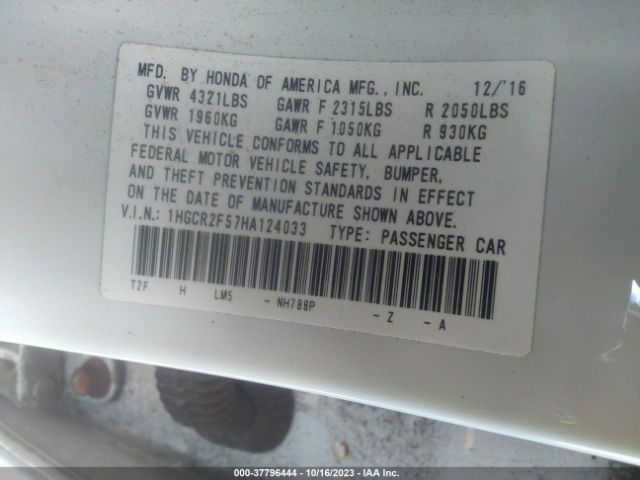 MFD. BY HONDA OF AMERICA MFG., INC. 12/'16
GVWR 4321LBS GAWR F 2315LBS R 2050LBS
GVWR 1960KG GAWR F 1050KG R 930KG
THIS VEHICLE CONFORMS TO ALL APPLICABLE
FEDERAL MOTOR VEHICLE SAFETY, BUMPER,
AND THEFT PREVENTION STANDARDS IN EFFECT
ON THE DATE OF MANUFACTURE SHOWN ABOVE.
V.I.N.: 1HGCR2F57HA124033 TYPE: PASSENGER CAR
T2F H LM5 - NH788P - Z - A
000-37796444 - 10/16/2023 - IAA Inc.